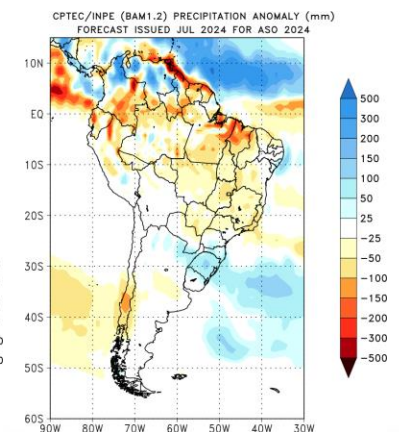 CPTEC/INPE (BAM1.2) PRECIPITATION ANOMALY (mm)
FORECAST ISSUED JUL 2024 FOR ASO 2024
10N
EQ
10S
20S
30S
40S
50S
60S
90W 80W 70W 60W 50W 40W 30W
500
300
200
150
100
50
25
−25
−50
−100
−150
−200
−300
−500